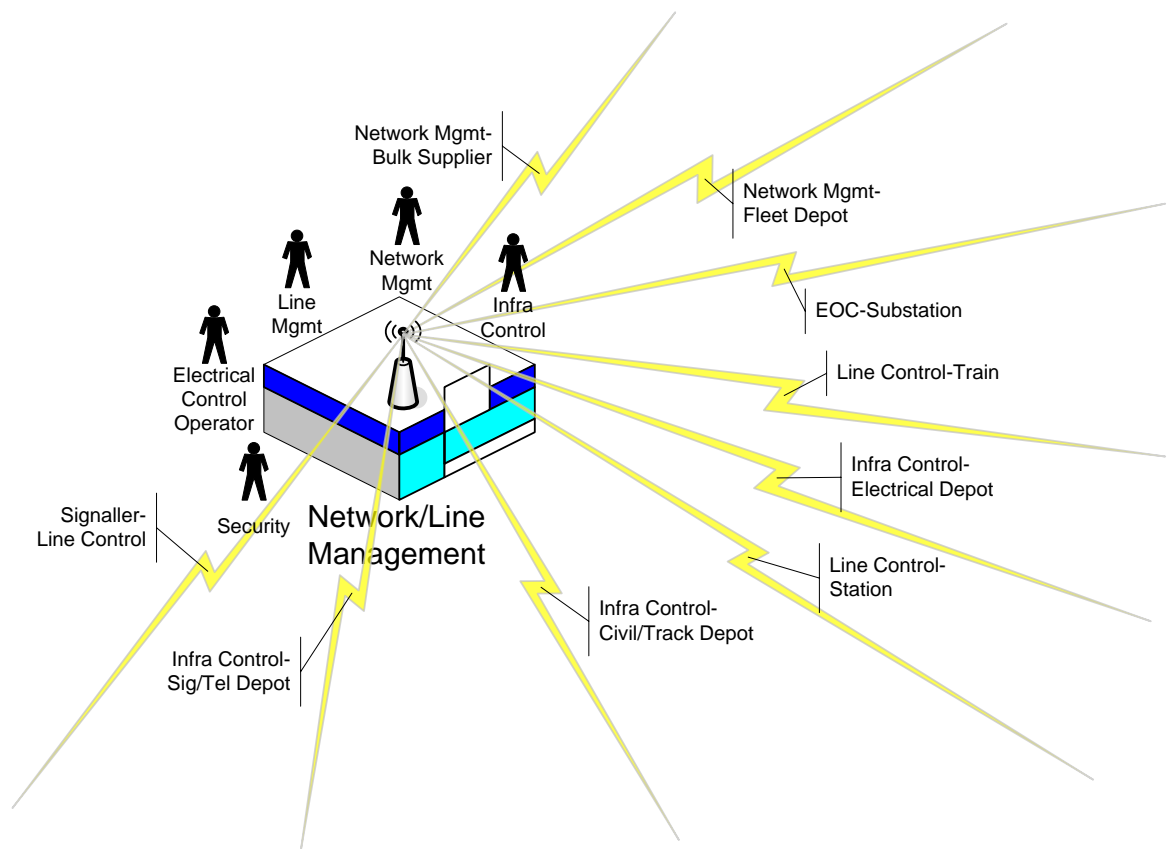 Network Mgmt-
Bulk Supplier
Network Mgmt-
Fleet Depot
Network
Mgmt
Line
Mgmt
Infra
Control
EOC-Substation
Electrical
Control
Operator
Line Control-Train
Infra Control-
Electrical Depot
Signaller-
Line Control
Security
Network/Line
Management
Line Control-
Station
Infra Control-
Civil/Track Depot
Infra Control-
Sig/Tel Depot